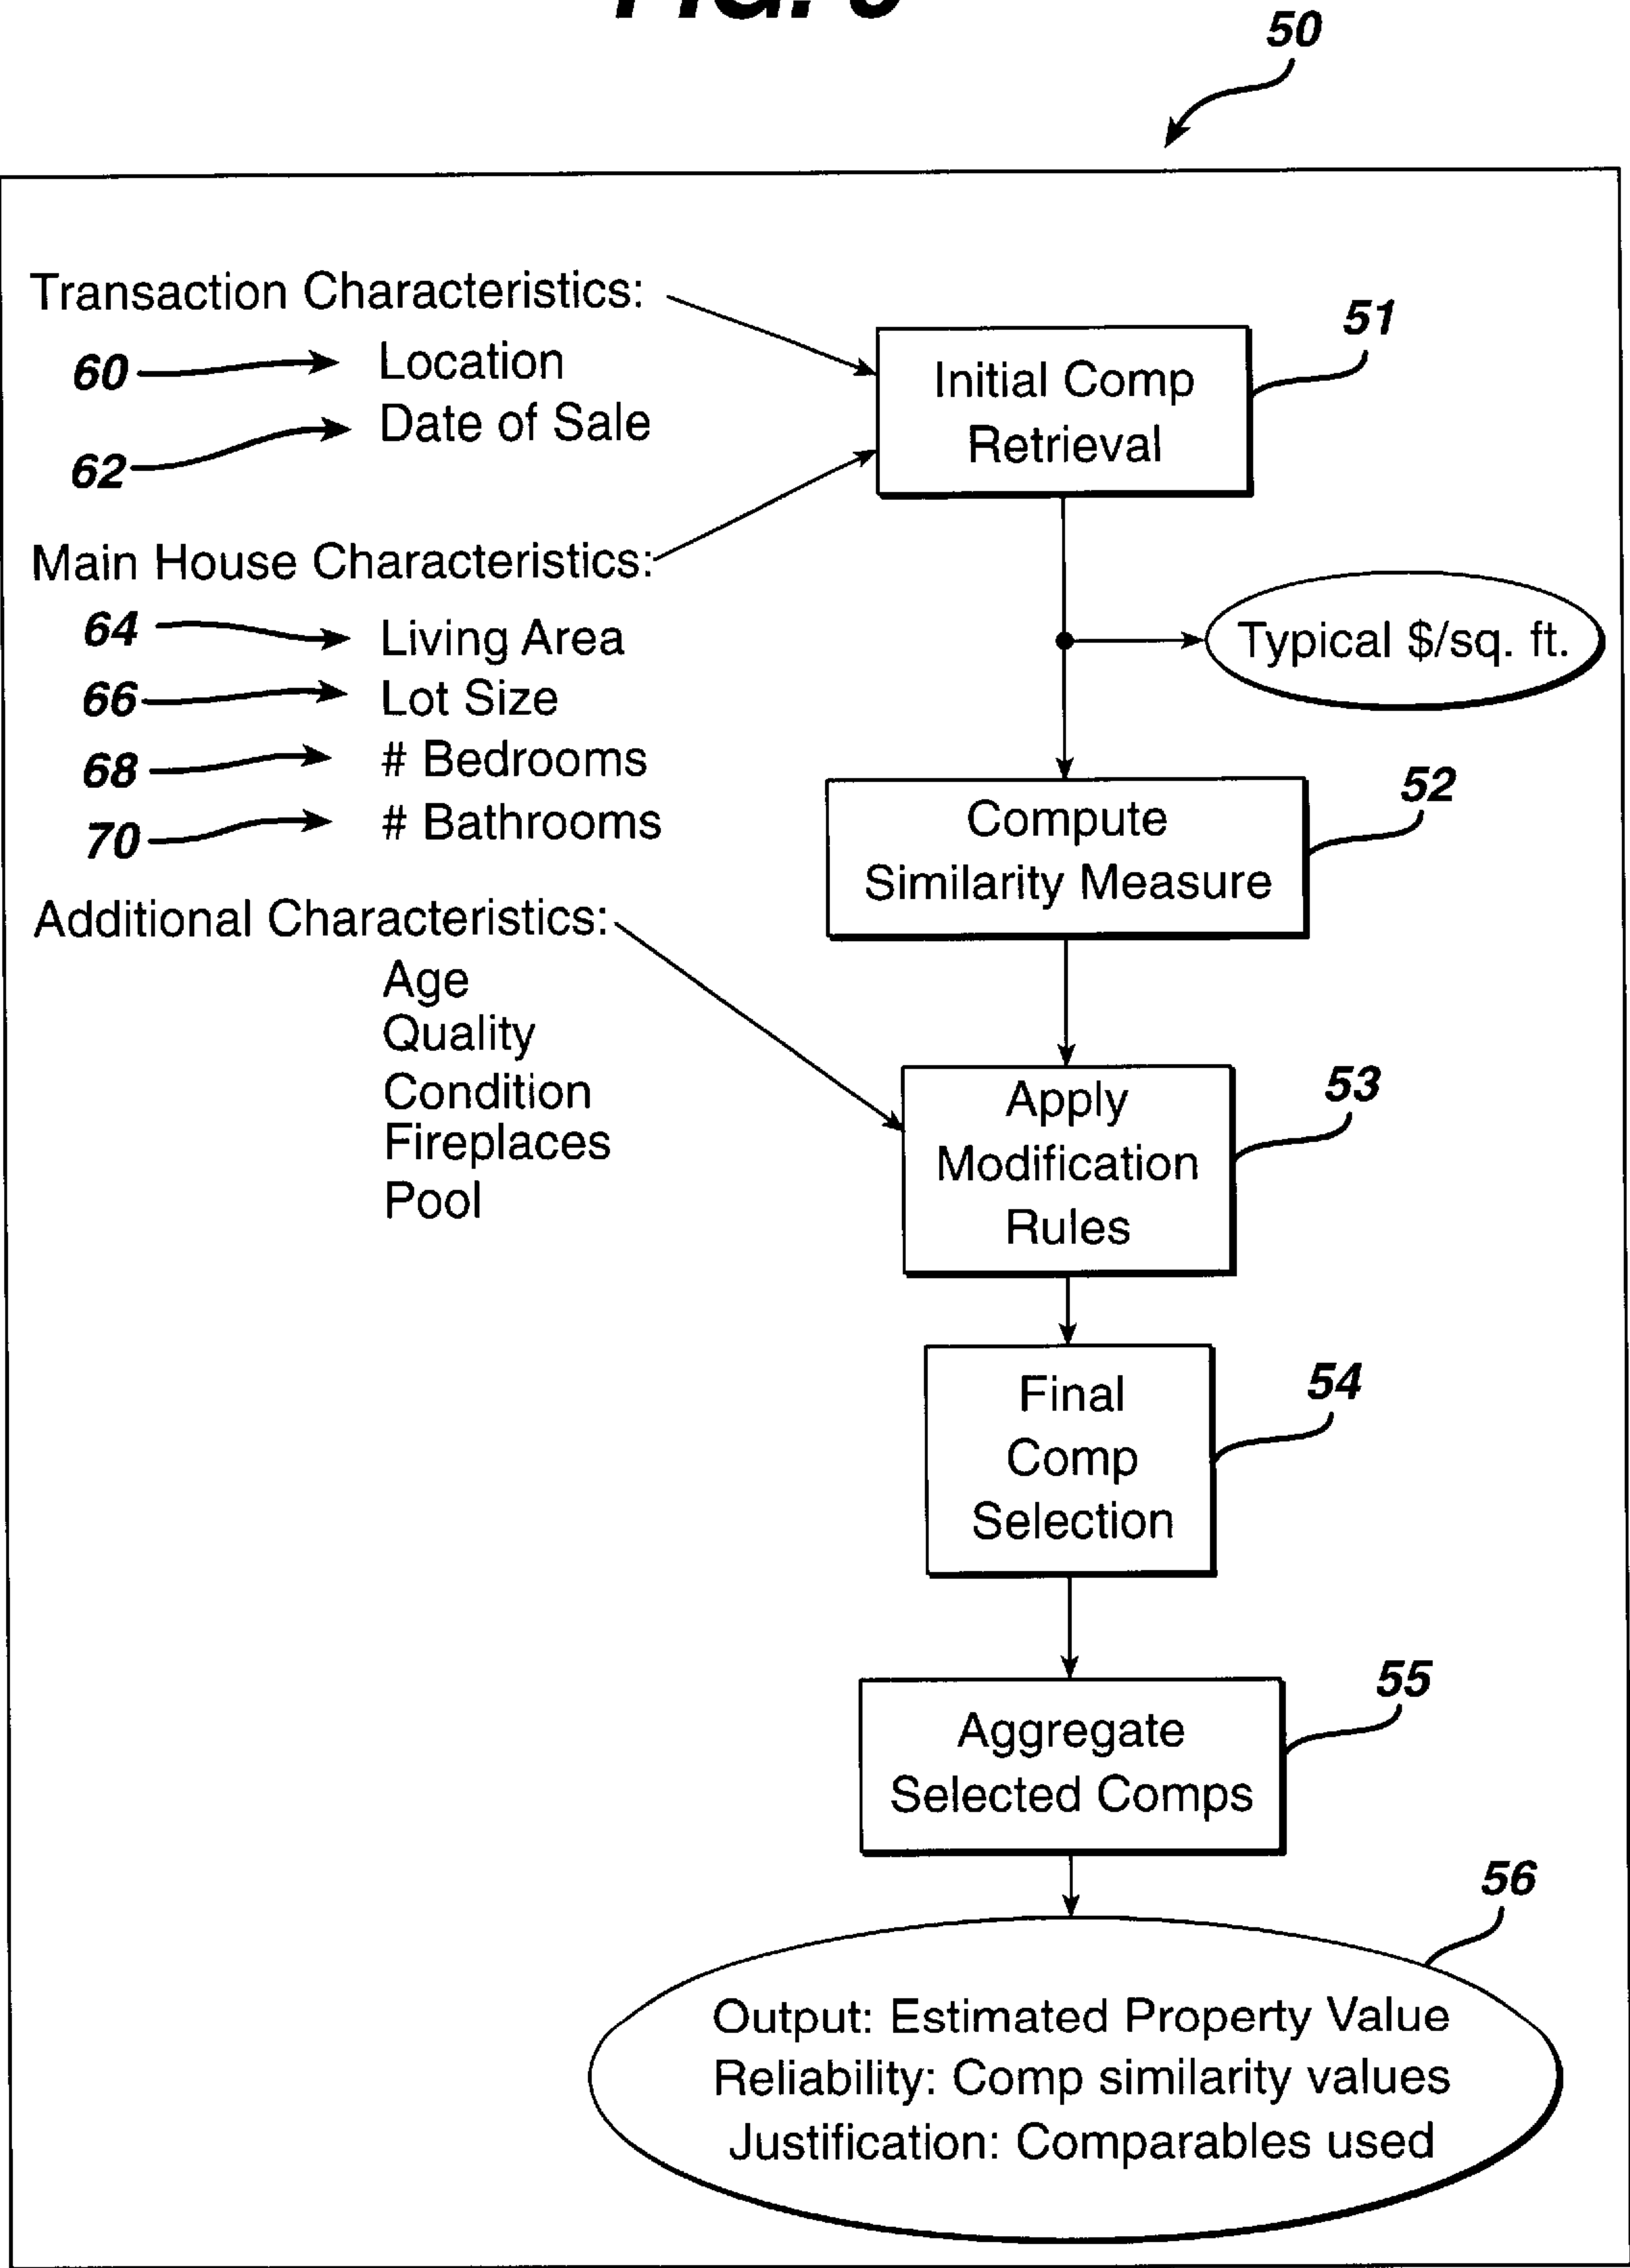 FIG.
50
Transaction Characteristics:
60 Location
62 Date of Sale
Main House Characteristics:
64 Living Area
66 Lot Size
68 # Bedrooms
70 # Bathrooms
Additional Characteristics:
Age
Quality
Condition
Fireplaces
Pool
51
Initial Comp
Retrieval
Typical $/sq. ft.
52
Compute
Similarity Measure
53
Apply
Modification
Rules
54
Final
Comp
Selection
55
Aggregate
Selected Comps
56
Output: Estimated Property Value
Reliability: Comp similarity values
Justification: Comparables used